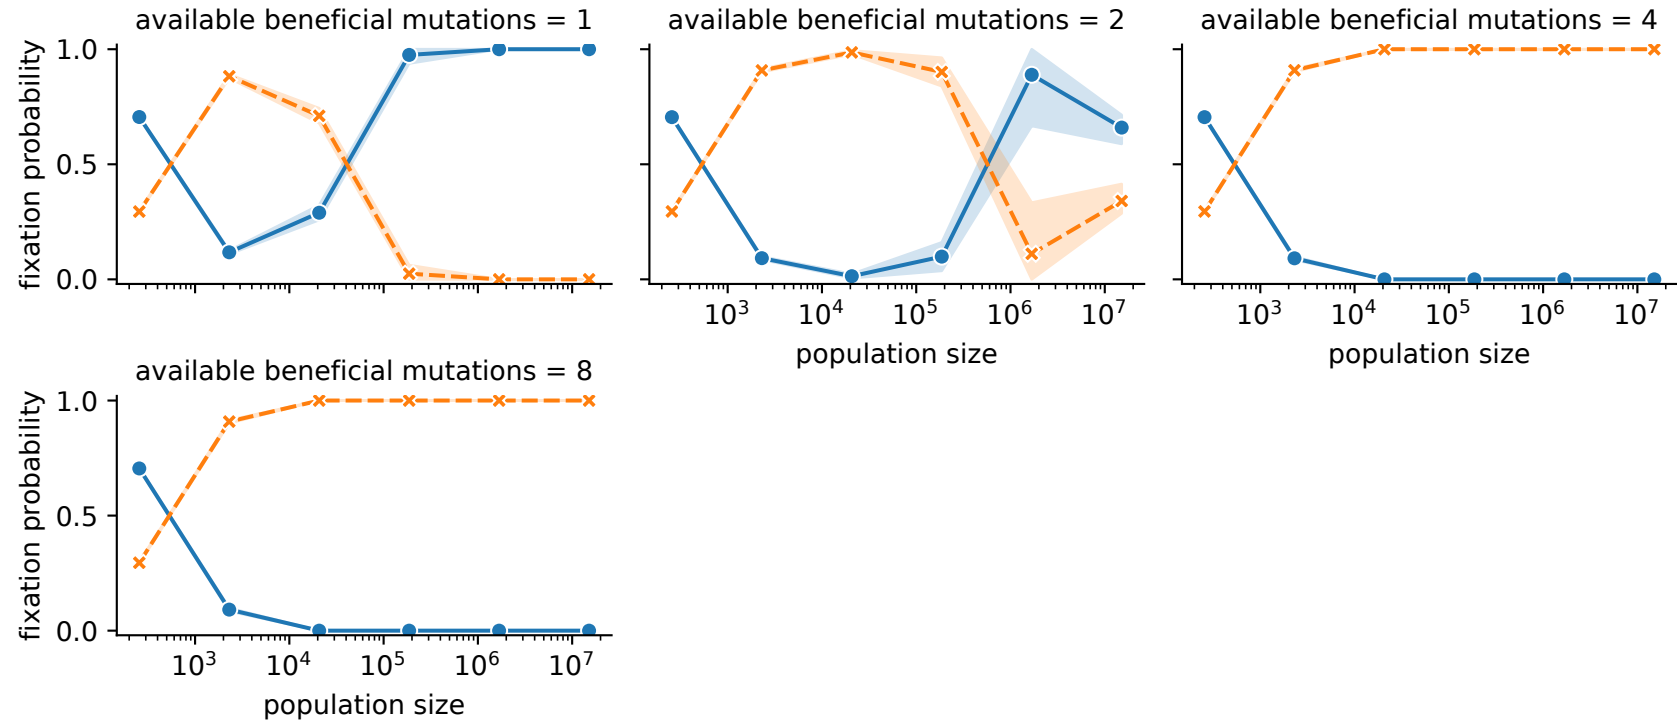 available beneficial mutations = 1
available beneficial mutations = 2
available beneficial mutations = 4
fixation probability
1.0
0.5
0.0
10³ 10⁴ 10⁵ 10⁶ 10⁷
population size
10³ 10⁴ 10⁵ 10⁶ 10⁷
population size
available beneficial mutations = 8
fixation probability
1.0
0.5
0.0
10³ 10⁴ 10⁵ 10⁶ 10⁷
population size